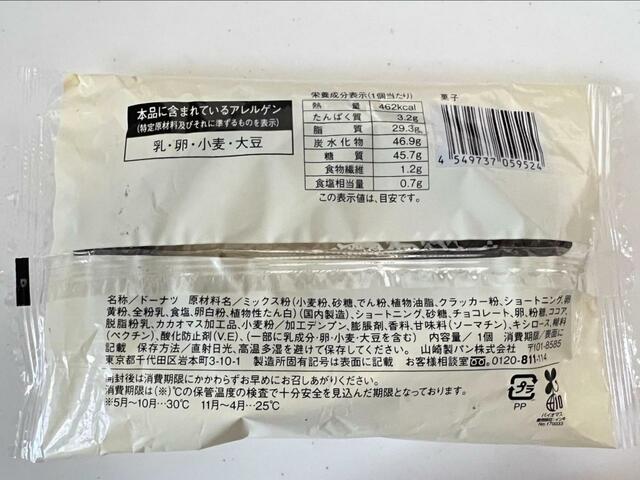 本品に含まれているアレルゲン
(特定原材料及びそれに準ずるものを表示)
乳・卵・小麦・大豆
栄養成分表示(1個当たり)
熱量 462kcal
たんぱく質 3.2g
脂質 29.3g
炭水化物 46.9g
糖質 45.7g
食物繊維 1.2g
食塩相当量 0.7g
この表示値は、目安です。
菓子
4 549737 059524
名称/ドーナツ 原材料名/ミックス粉(小麦粉、砂糖、でん粉、植物油脂、クラッカー粉、ショートニング、卵
黄粉、全粉乳、食塩、卵白粉、植物性たん白)(国内製造)、ショートニング、砂糖、チョコレート、卵、粉糖、ココア、
脱脂粉乳、カカオマス加工品、小麦粉/加工デンプン、膨脹剤、香料、甘味料(ソーマチン)、キシロース、糊料
(ペクチン)、酸化防止剤(V.E)、(一部に乳成分・卵・小麦・大豆を含む) 内容量/1個 消費期限/表面に
記載 保存方法/直射日光、高温多湿を避けて保存してください。 山崎製パン株式会社 〒101-8585
東京都千代田区岩本町3-10-1 製造所固有記号は表面に記載 お客様相談室 0120-811-114
開封後は消費期限にかかわらずお早めにお召しあがりください。
消費期限は(※)℃の保管温度の検査で十分安全を見込んだ期限となっております。
※5月〜10月…30℃ 11月〜4月…25℃
プラ
PP
バイオマス
No.170033